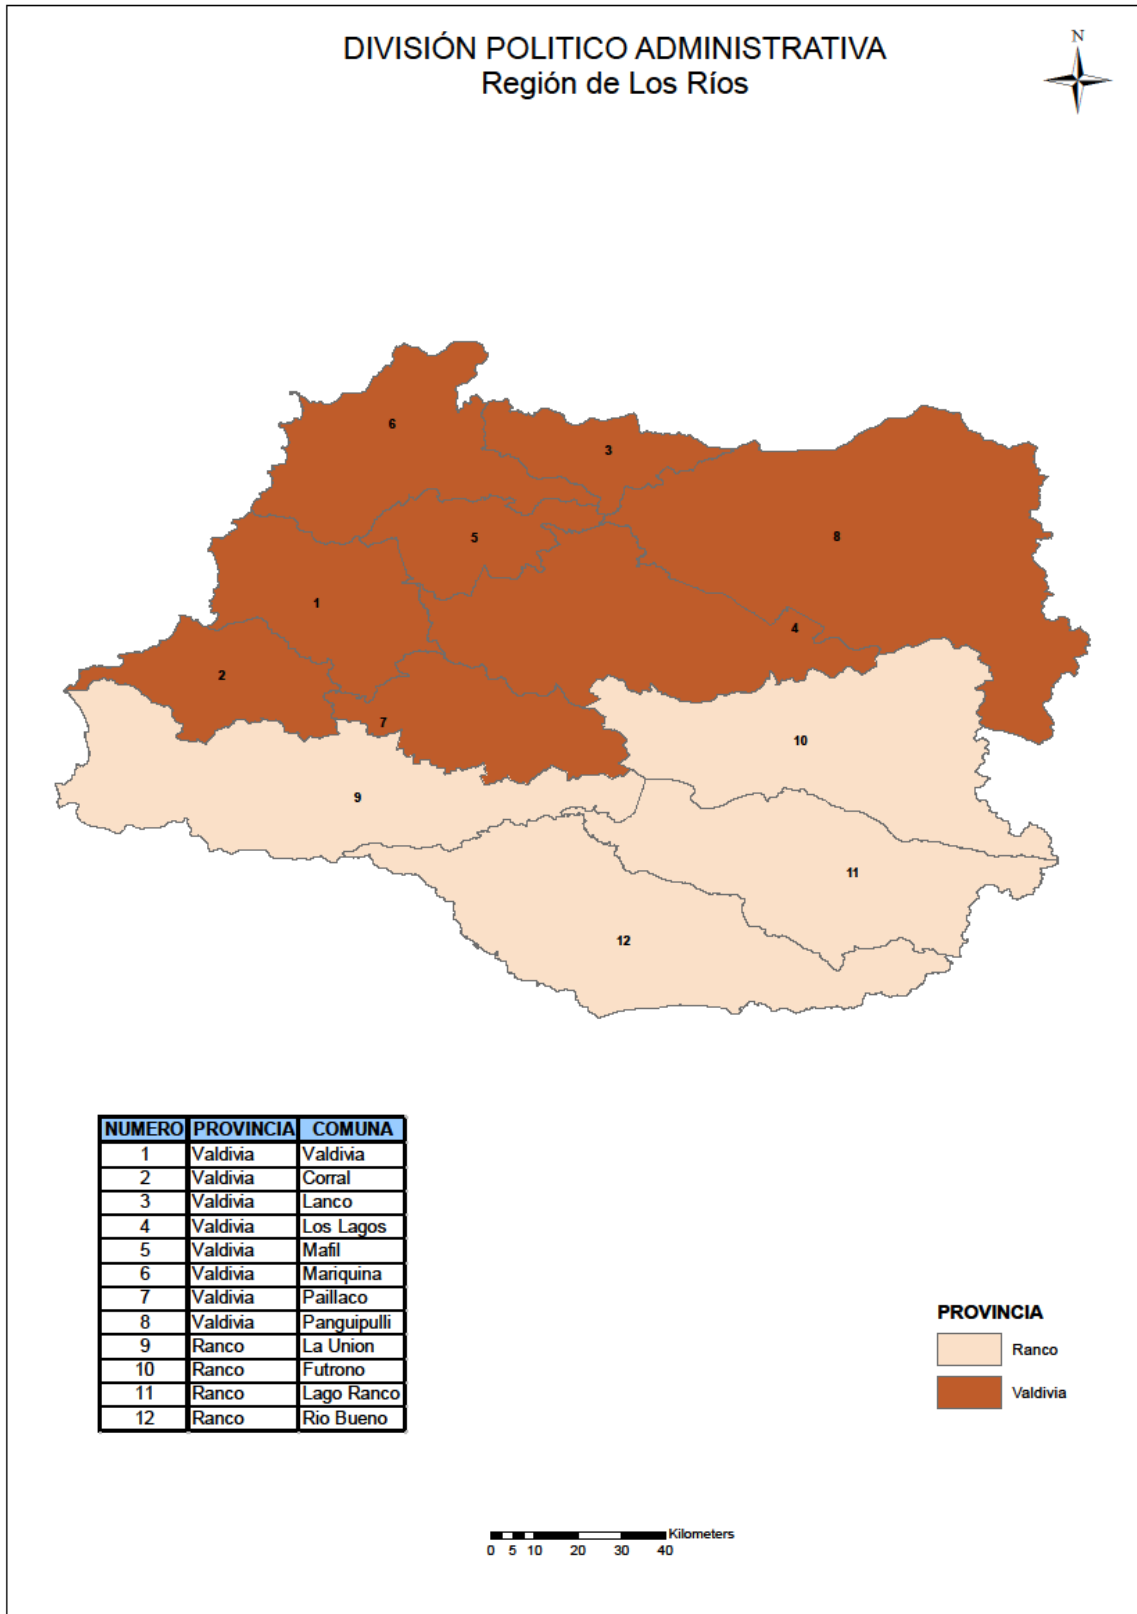 DIVISIÓN POLITICO ADMINISTRATIVA
Región de Los Ríos
N
6
3
8
5
1
4
2
7
10
9
11
12
NUMERO PROVINCIA COMUNA
1 Valdivia Valdivia
2 Valdivia Corral
3 Valdivia Lanco
4 Valdivia Los Lagos
5 Valdivia Mafil
6 Valdivia Mariquina
7 Valdivia Paillaco
8 Valdivia Panguipulli
9 Ranco La Union
10 Ranco Futrono
11 Ranco Lago Ranco
12 Ranco Rio Bueno
PROVINCIA
Ranco
Valdivia
Kilometers
0 5 10 20 30 40